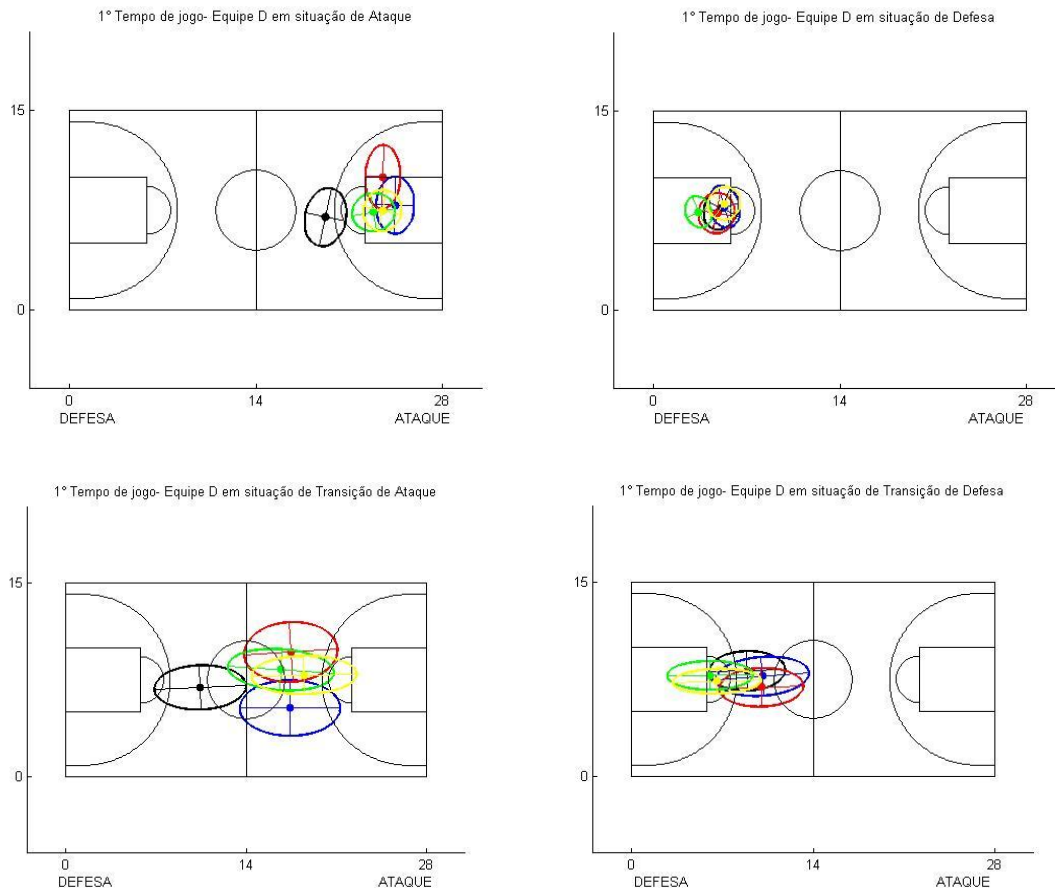 1° Tempo de jogo- Equipe D em situação de Ataque
15
0
0
14
28
DEFESA
ATAQUE
1° Tempo de jogo- Equipe D em situação de Defesa
15
0
0
14
28
DEFESA
ATAQUE
1° Tempo de jogo- Equipe D em situação de Transição de Ataque
15
0
0
14
28
DEFESA
ATAQUE
1° Tempo de jogo- Equipe D em situação de Transição de Defesa
15
0
0
14
28
DEFESA
ATAQUE